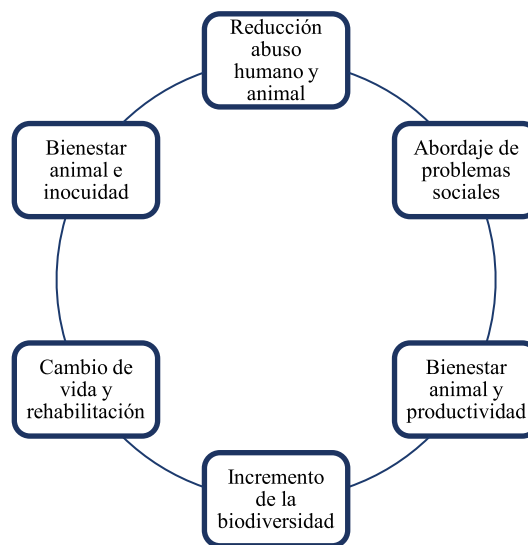 Reducción
abuso
humano y
animal
Abordaje de
problemas
sociales
Bienestar
animal y
productividad
Incremento
de la
biodiversidad
Cambio de
vida y
rehabilitación
Bienestar
animal e
inocuidad